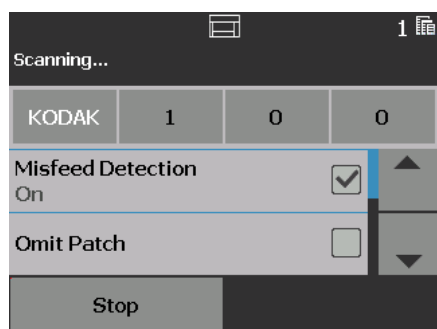 1
Scanning...
KODAK 1 0 0
Misfeed Detection
On
Omit Patch
Stop